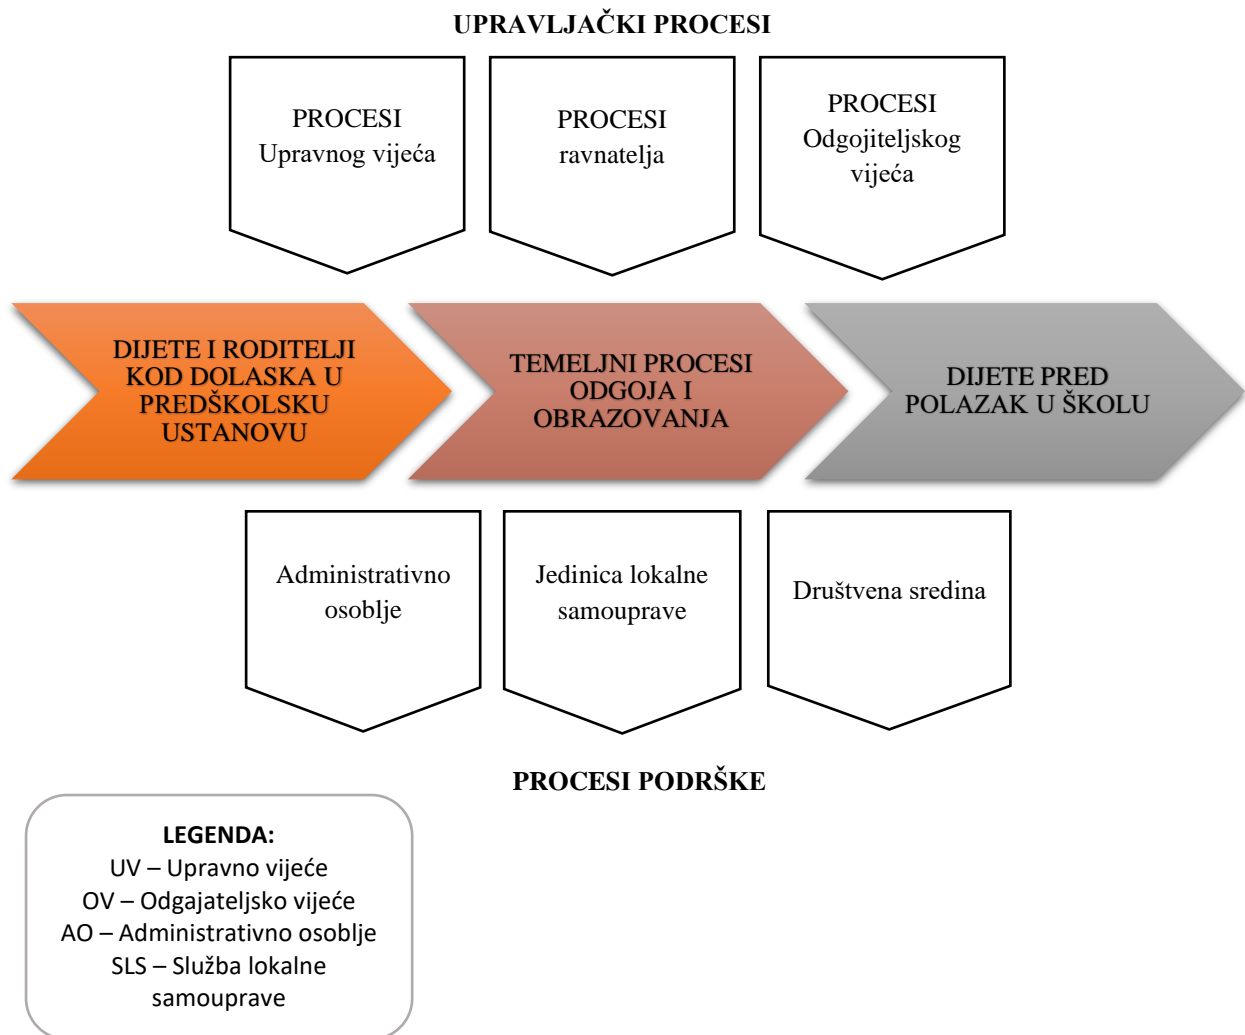 UPRAVLJAČKI PROCESI
PROCESI
Upravnog vijeća
PROCESI
ravnatelja
PROCESI
Odgojiteljskog
vijeća
DIJETE I RODITELJI
KOD DOLASKA U
PREDŠKOLSKU
USTANOVU
TEMELJNI PROCESI
ODGOJA I
OBRAZOVANJA
DIJETE PRED
POLAZAK U ŠKOLU
Administrativno
osoblje
Jedinica lokalne
samouprave
Društvena sredina
PROCESI PODRŠKE
LEGENDA:
UV – Upravno vijeće
OV – Odgajateljsko vijeće
AO – Administrativno osoblje
SLS – Služba lokalne
samouprave